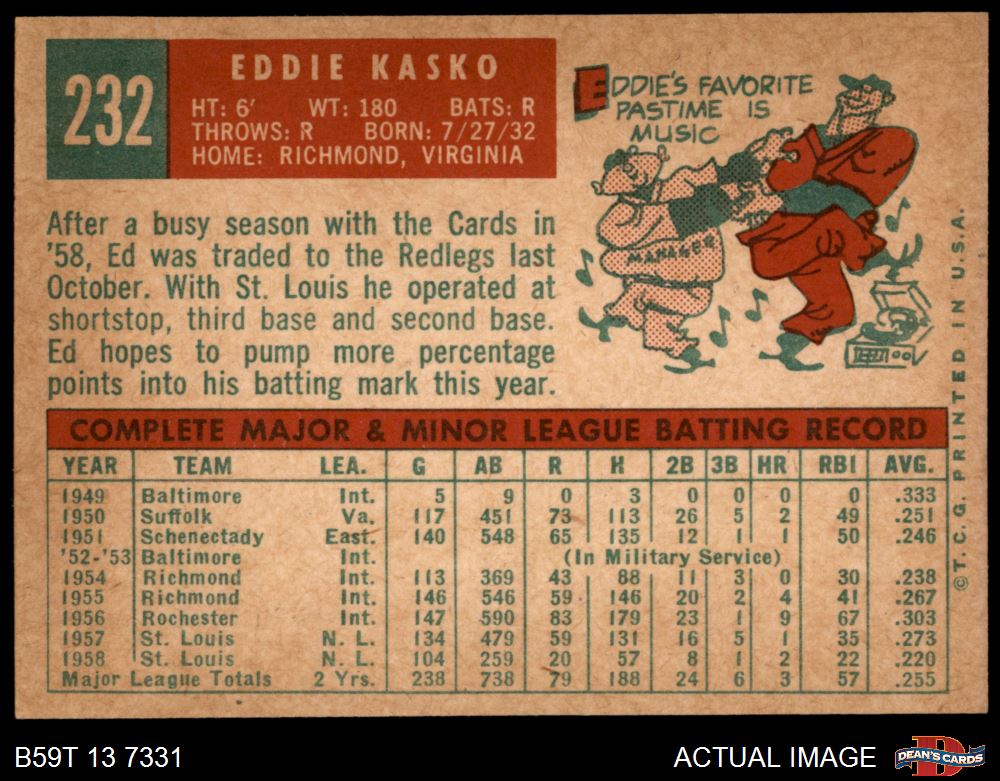 232
EDDIE KASKO
HT: 6' WT: 180 BATS: R
THROWS: R BORN: 7/27/32
HOME: RICHMOND, VIRGINIA
EDDIE'S FAVORITE
PASTIME IS
MUSIC
MANAGER
After a busy season with the Cards in
'58, Ed was traded to the Redlegs last
October. With St. Louis he operated at
shortstop, third base and second base.
Ed hopes to pump more percentage
points into his batting mark this year.
COMPLETE MAJOR & MINOR LEAGUE BATTING RECORD
YEAR TEAM LEA. G AB R H 2B 3B HR RBI AVG.
1949 Baltimore Int. 5 9 0 3 0 0 0 0 .333
1950 Suffolk Va. 117 451 73 113 26 5 2 49 .251
1951 Schenectady East. 140 548 65 135 12 1 1 50 .246
'52-'53 Baltimore Int. (In Military Service)
1954 Richmond Int. 113 369 43 88 11 3 0 30 .238
1955 Richmond Int. 146 546 59 146 20 2 4 41 .267
1956 Rochester Int. 147 590 83 179 23 1 9 67 .303
1957 St. Louis N. L. 134 479 59 131 16 5 1 35 .273
1958 St. Louis N. L. 104 259 20 57 8 1 2 22 .220
Major League Totals 2 Yrs. 238 738 79 188 24 6 3 57 .255
©T.C.G. PRINTED IN U.S.A.
B59T 13 7331
ACTUAL IMAGE
D
DEAN'S CARDS